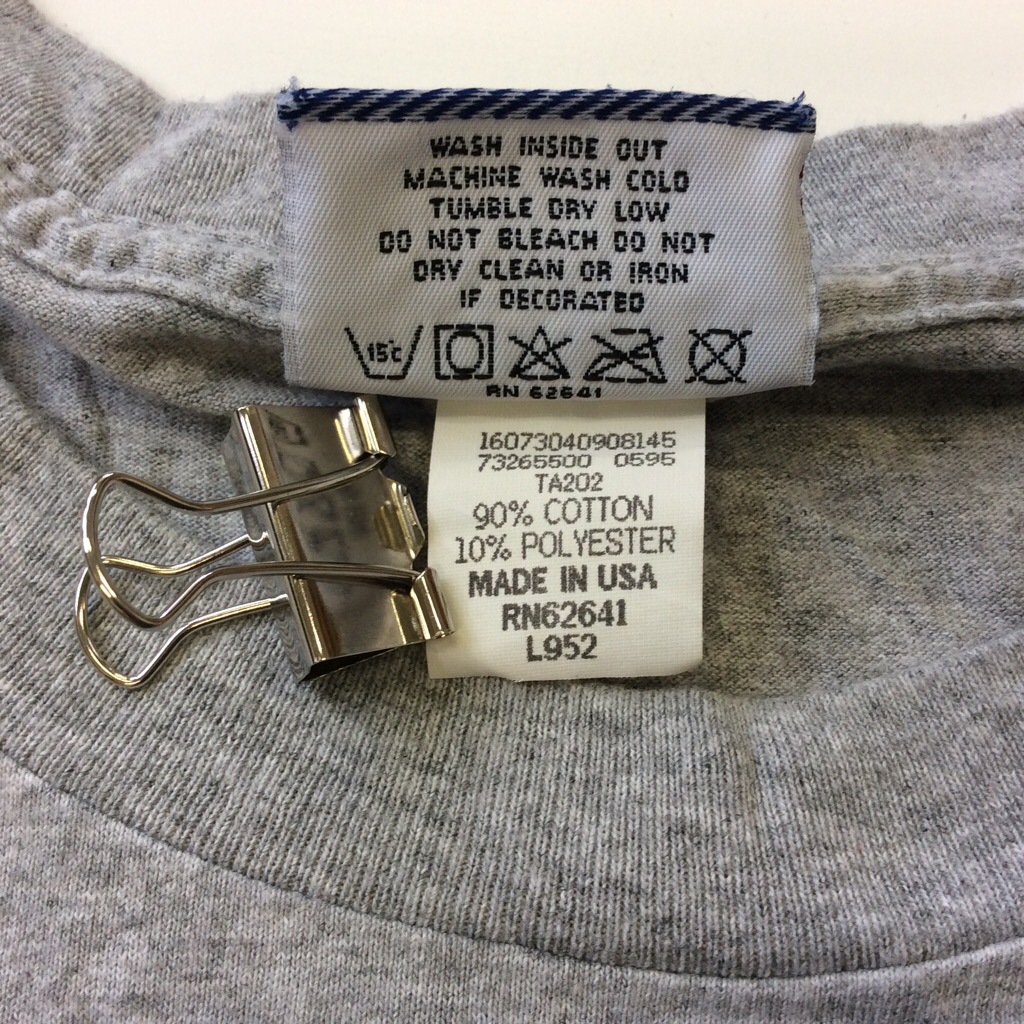 WASH INSIDE OUT
MACHINE WASH COLD
TUMBLE DRY LOW
DO NOT BLEACH DO NOT
DRY CLEAN OR IRON
IF DECORATED
15°C
RN 62641
16073040908145
73265500 0595
TA202
90% COTTON
10% POLYESTER
MADE IN USA
RN62641
L952